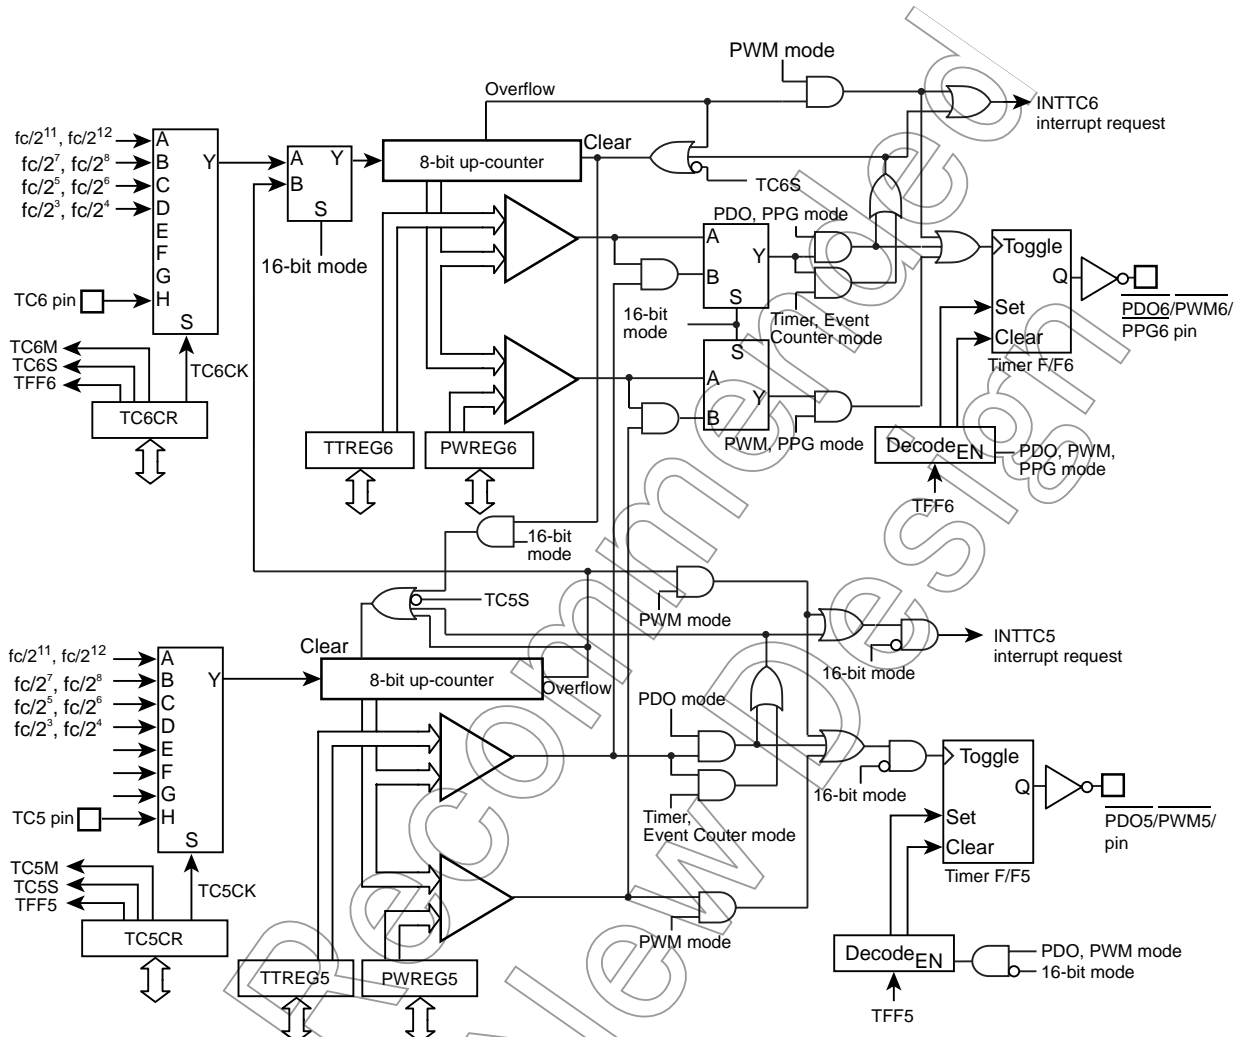 PWM mode
Overflow
INTTC6
interrupt request
fc/2¹¹, fc/2¹²
fc/2⁷, fc/2⁸
fc/2⁵, fc/2⁶
fc/2³, fc/2⁴
A
B
C
D
E
F
G
H
Y
S
TC6 pin
A
B
Y
S
16-bit mode
8-bit up-counter
Clear
TC6S
PDO, PPG mode
A
B
Y
S
16-bit
mode
Timer, Event
Counter mode
S
A
B
Y
PWM, PPG mode
Toggle
Q
Set
Clear
Timer F/F6
PDO6/PWM6/
PPG6 pin
TC6M
TC6S
TFF6
TC6CK
TC6CR
TTREG6
PWREG6
Decode
EN
PDO, PWM,
PPG mode
TFF6
16-bit
mode
TC5S
PWM mode
INTTC5
interrupt request
16-bit mode
Clear
8-bit up-counter
Overflow
fc/2¹¹, fc/2¹²
fc/2⁷, fc/2⁸
fc/2⁵, fc/2⁶
fc/2³, fc/2⁴
A
B
C
D
E
F
G
H
Y
S
TC5 pin
PDO mode
Timer,
Event Couter mode
16-bit mode
Toggle
Q
Set
Clear
Timer F/F5
PDO5/PWM5/
pin
TC5M
TC5S
TFF5
TC5CK
TC5CR
TTREG5
PWREG5
PWM mode
Decode
EN
PDO, PWM mode
16-bit mode
TFF5
Recommended
New Design